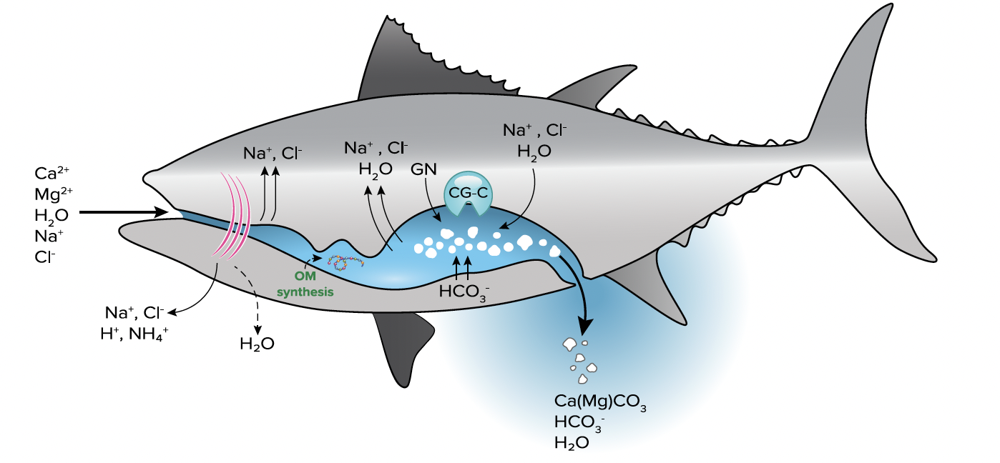 Ca²⁺
Mg²⁺
H₂O
Na⁺
Cl⁻
Na⁺, Cl⁻
Na⁺ , Cl⁻
H₂O
GN
CG-C
Na⁺ , Cl⁻
H₂O
OM
synthesis
HCO₃⁻
Na⁺, Cl⁻
H⁺, NH₄⁺
H₂O
Ca(Mg)CO₃
HCO₃⁻
H₂O